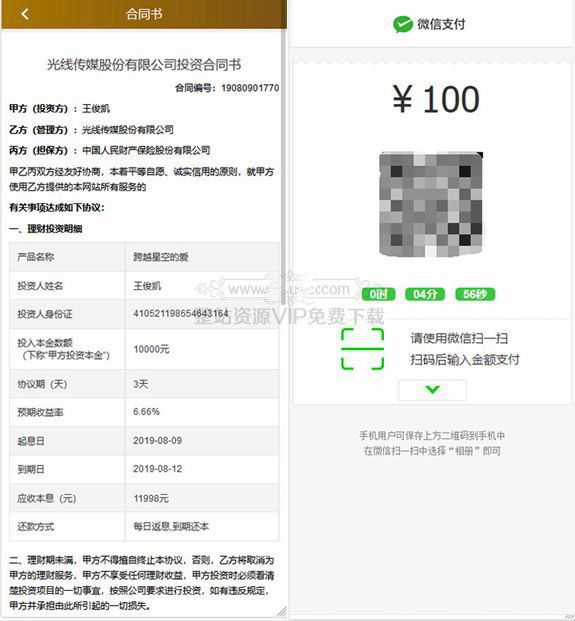 合同书
光线传媒股份有限公司投资合同书
合同编号：19080901770
甲方（投资方）：王俊凯
乙方（管理方）：光线传媒股份有限公司
丙方（担保方）：中国人民财产保险股份有限公司
甲乙丙双方经友好协商，本着平等自愿、诚实信用的原则，就甲方
使用乙方提供的本网站所有服务的
有关事项达成如下协议：
一、理财投资明细
产品名称 跨越星空的爱
投资人姓名 王俊凯
投资人身份证 410521198654643164
投入本金数额
（下称“甲方投资本金”） 10000元
协议期（天） 3天
预期收益率 6.66%
起息日 2019-08-09
到期日 2019-08-12
应收本息（元） 11998元
还款方式 每日返息,到期还本
二、理财期未满，甲方不得擅自终止本协议，否则，乙方将取消为
甲方的理财服务，甲方不享受任何理财收益，甲方投资时必须看清
楚投资项目的一切事宜，按照公司要求进行投资，如有违反规定，
甲方并承担由此所引起的一切损失。
微信支付
￥100
0时 04分 56秒
请使用微信扫一扫
扫码后输入金额支付
手机用户可保存上方二维码到手机中
在微信扫一扫中选择“相册”即可
整站资源VIP免费下载